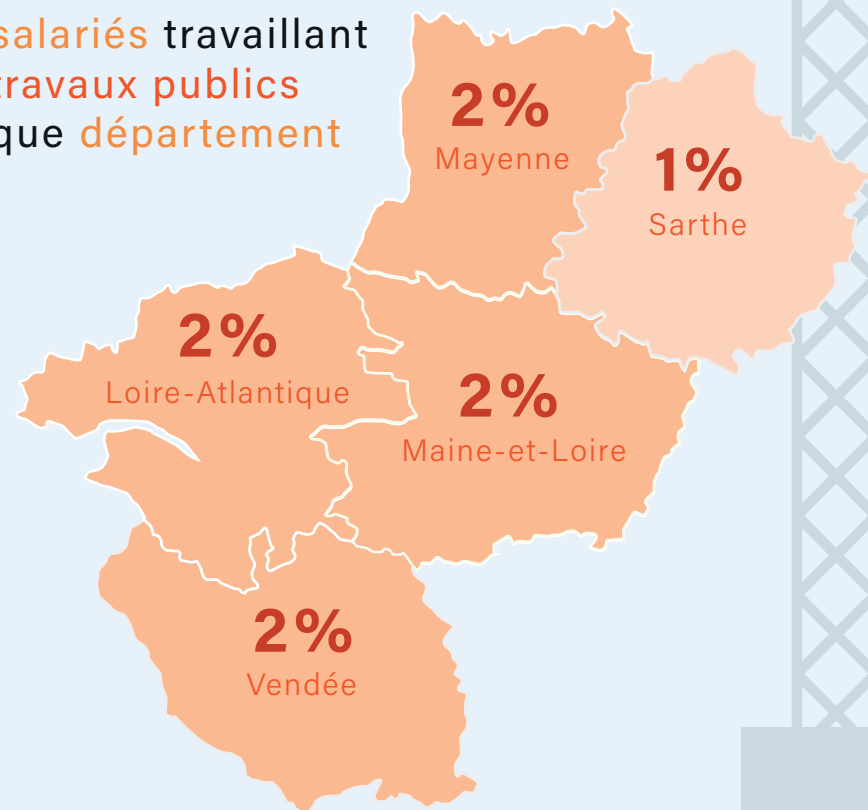 salariés travaillant
travaux publics
que département
2%
Mayenne
1%
Sarthe
2%
Loire-Atlantique
2%
Maine-et-Loire
2%
Vendée